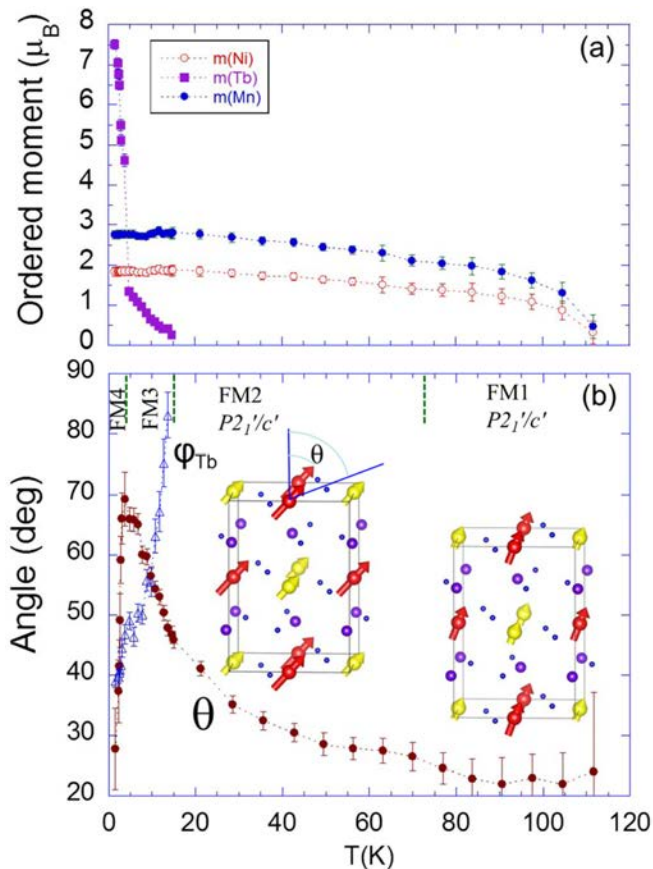 (a)
Ordered moment (μB)
8
7
6
5
4
3
2
1
0
m(Ni)
m(Tb)
m(Mn)
(b)
Angle (deg)
90
80
70
60
50
40
30
20
FM4
FM3
FM2
P21'/c'
FM1
P21'/c'
φTb
θ
θ
0 20 40 60 80 100 120
T(K)